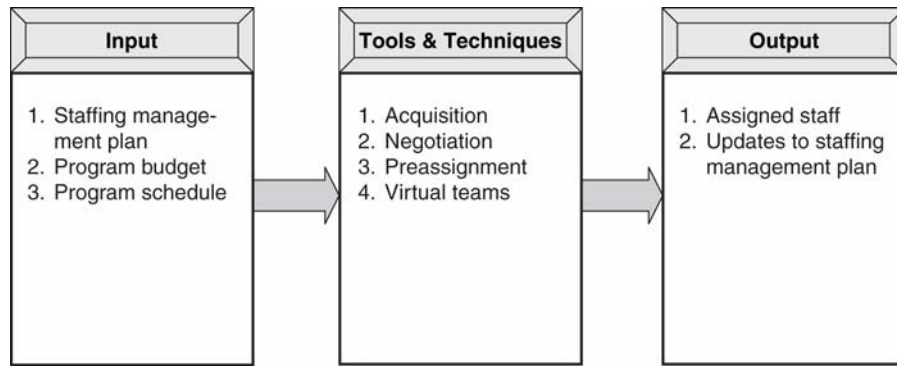 Input
1. Staffing manage-
ment plan
2. Program budget
3. Program schedule
Tools & Techniques
1. Acquisition
2. Negotiation
3. Preassignment
4. Virtual teams
Output
1. Assigned staff
2. Updates to staffing
management plan